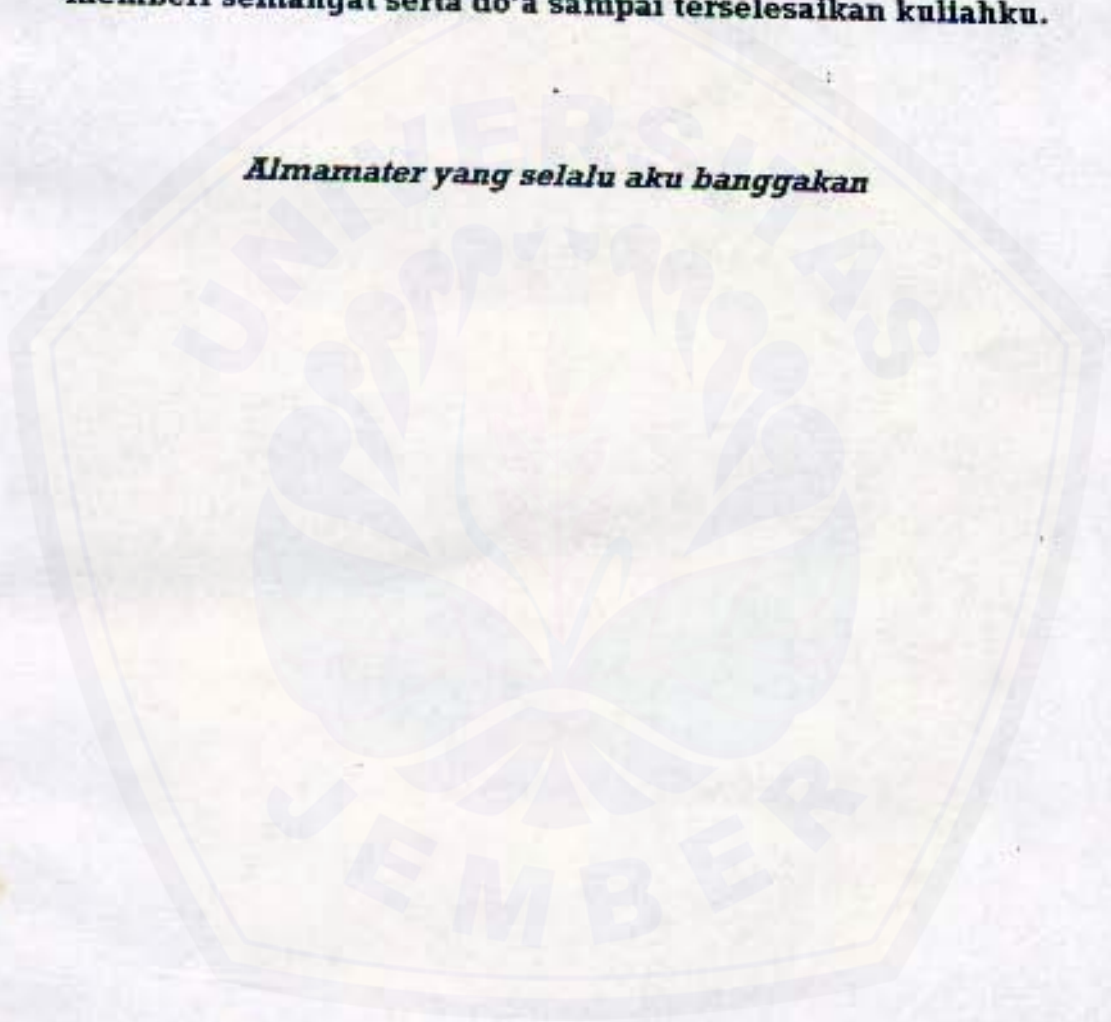 memberi semangat serta do'a sampai terselesaikan kuliahku.
Almamater yang selalu aku banggakan
UNIVERSITAS
JEMBER